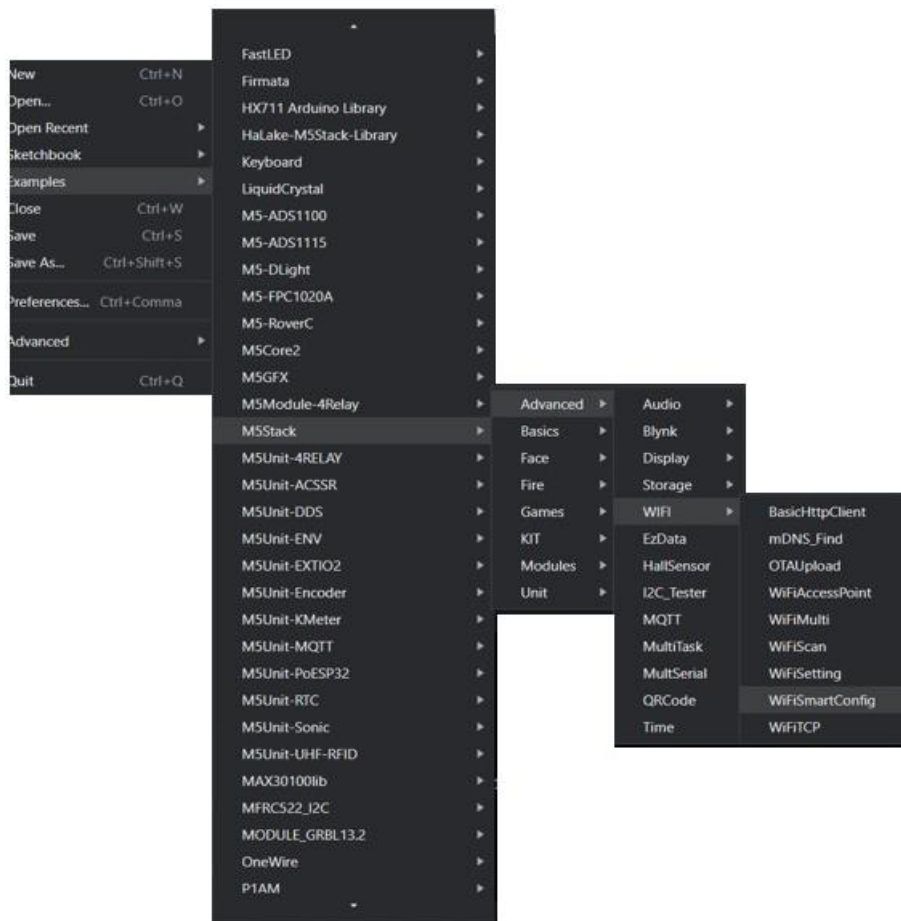 New Ctrl+N
Open... Ctrl+O
Open Recent
Sketchbook
Examples
Close Ctrl+W
Save Ctrl+S
Save As... Ctrl+Shift+S
Preferences... Ctrl+Comma
Advanced
Quit Ctrl+Q
FastLED
Firmata
HX711 Arduino Library
HaLake-M5Stack-Library
Keyboard
LiquidCrystal
M5-ADS1100
M5-ADS1115
M5-DLight
M5-FPC1020A
M5-RoverC
M5Core2
M5GFX
M5Module-4Relay
M5Stack
M5Unit-4RELAY
M5Unit-ACSSR
M5Unit-DDS
M5Unit-ENV
M5Unit-EXTIO2
M5Unit-Encoder
M5Unit-KMeter
M5Unit-MQTT
M5Unit-PoESP32
M5Unit-RTC
M5Unit-Sonic
M5Unit-UHF-RFID
MAX30100lib
MFRC522_I2C
MODULE_GRBL13.2
OneWire
P1AM
Advanced
Basics
Face
Fire
Games
KIT
Modules
Unit
Audio
Blynk
Display
Storage
WIFI
EzData
HallSensor
I2C_Tester
MQTT
MultiTask
MultSerial
QRCode
Time
BasicHttpClient
mDNS_Find
OTAUpload
WiFiAccessPoint
WiFiMulti
WiFiScan
WiFiSetting
WiFiSmartConfig
WiFiTCP